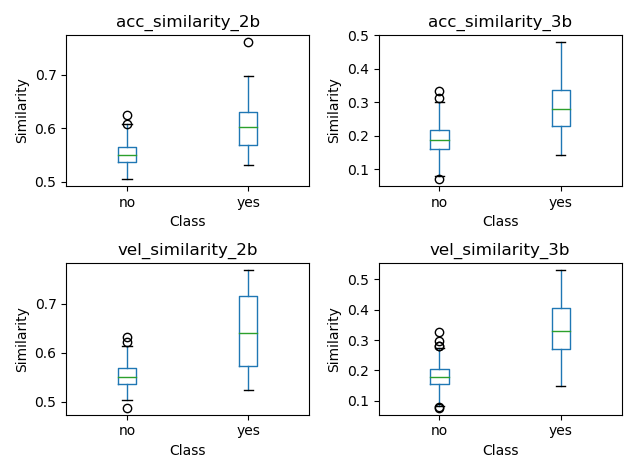 acc_similarity_2b
Similarity
0.7
0.6
0.5
no yes
Class
acc_similarity_3b
Similarity
0.5
0.4
0.3
0.2
0.1
no yes
Class
vel_similarity_2b
Similarity
0.7
0.6
0.5
no yes
Class
vel_similarity_3b
Similarity
0.5
0.4
0.3
0.2
0.1
no yes
Class